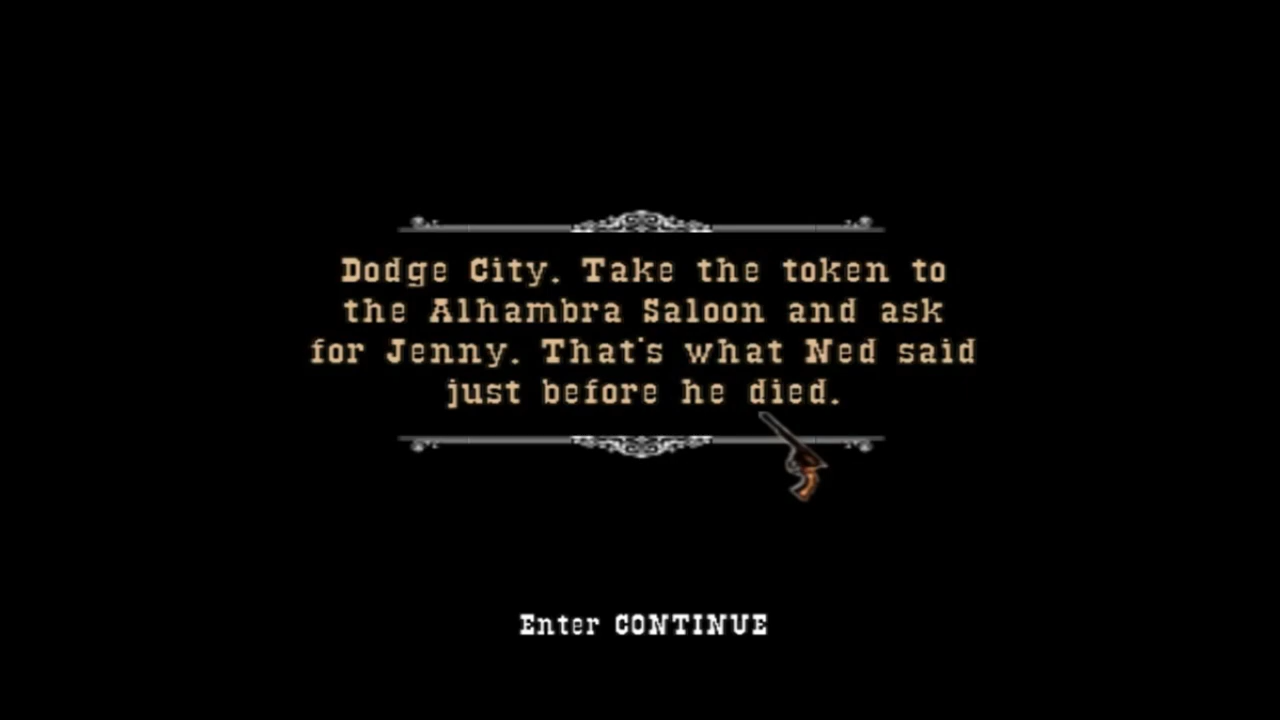 Dodge City. Take the token to
the Alhambra Saloon and ask
for Jenny. That's what Ned said
just before he died.
Enter CONTINUE